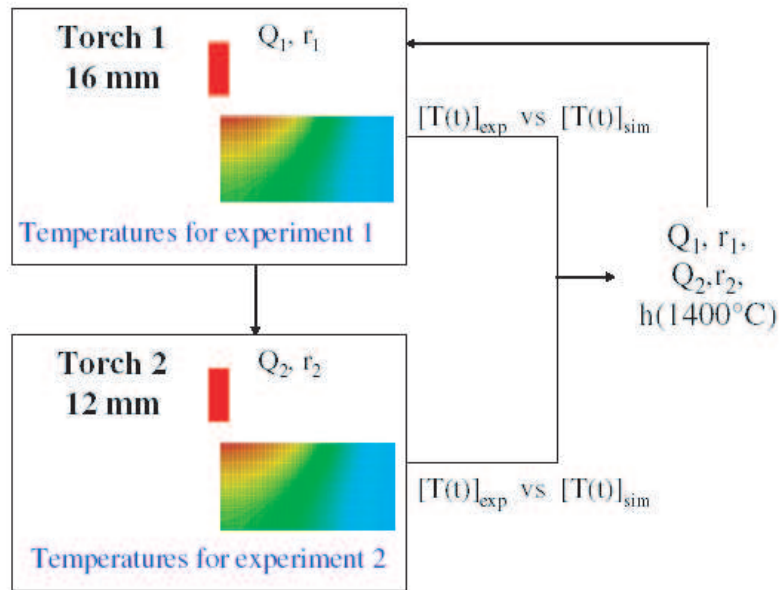 Torch 1
16 mm
Q₁, r₁
Temperatures for experiment 1
[T(t)]exp vs [T(t)]sim
Q₁, r₁,
Q₂,r₂,
h(1400°C)
Torch 2
12 mm
Q₂, r₂
Temperatures for experiment 2
[T(t)]exp vs [T(t)]sim